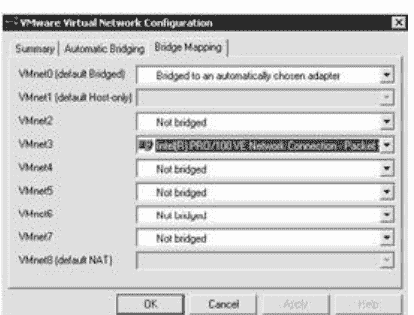 VMware Virtual Network Configuration
Summary Automatic Bridging Bridge Mapping
VMnet0 (default Bridged) Bridged to an automatically chosen adapter
VMnet1 (default Host-only)
VMnet2 Not bridged
VMnet3 Intel(R) PRO/100 VE Network Connection - Packet
VMnet4 Not bridged
VMnet5 Not bridged
VMnet6 Not bridged
VMnet7 Not bridged
VMnet8 (default NAT)
OK Cancel Apply Help